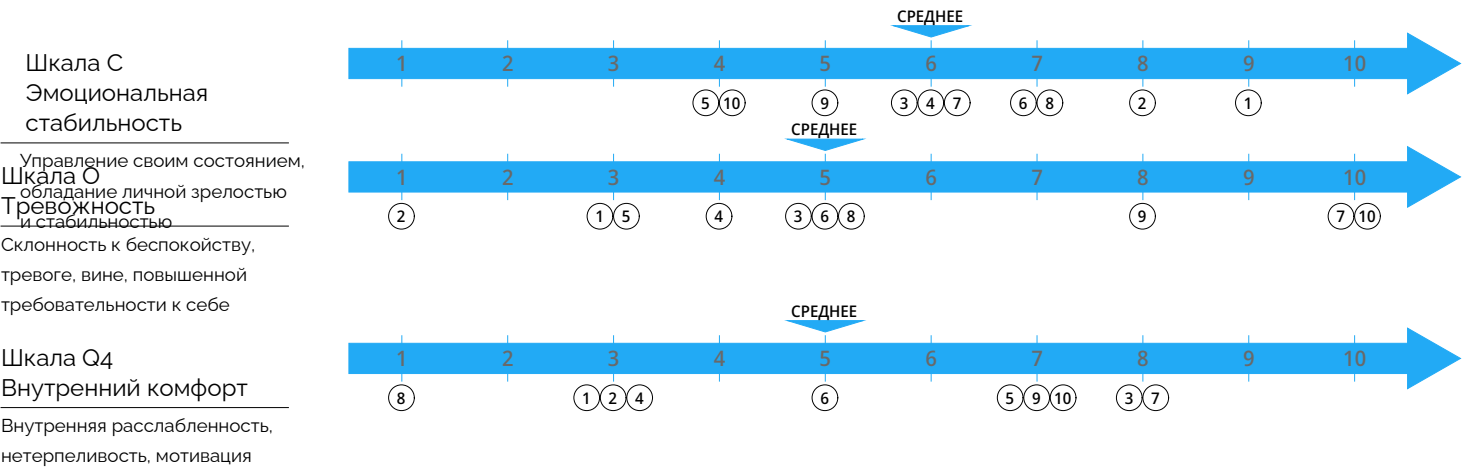 СРЕДНЕЕ
Шкала C
Эмоциональная
стабильность
1 2 3 4 5 6 7 8 9 10
5 10 9 3 4 7 6 8 2 1
Управление своим состоянием,
обладание личной зрелостью
и стабильностью
СРЕДНЕЕ
Шкала O
Тревожность
1 2 3 4 5 6 7 8 9 10
2 1 5 4 3 6 8 9 7 10
Склонность к беспокойству,
тревоге, вине, повышенной
требовательности к себе
СРЕДНЕЕ
Шкала Q4
Внутренний комфорт
1 2 3 4 5 6 7 8 9 10
8 1 2 4 6 5 9 10 3 7
Внутренняя расслабленность,
нетерпеливость, мотивация